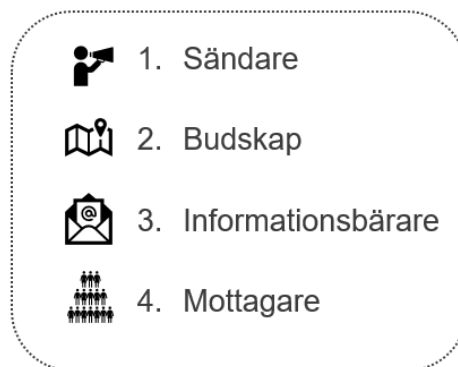 1. Sändare
2. Budskap
@
3. Informationsbärare
4. Mottagare